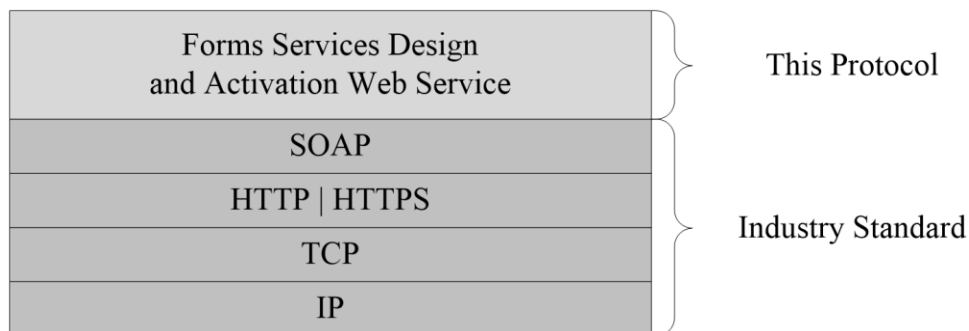 Forms Services Design
and Activation Web Service
This Protocol
SOAP
HTTP | HTTPS
TCP
IP
Industry Standard